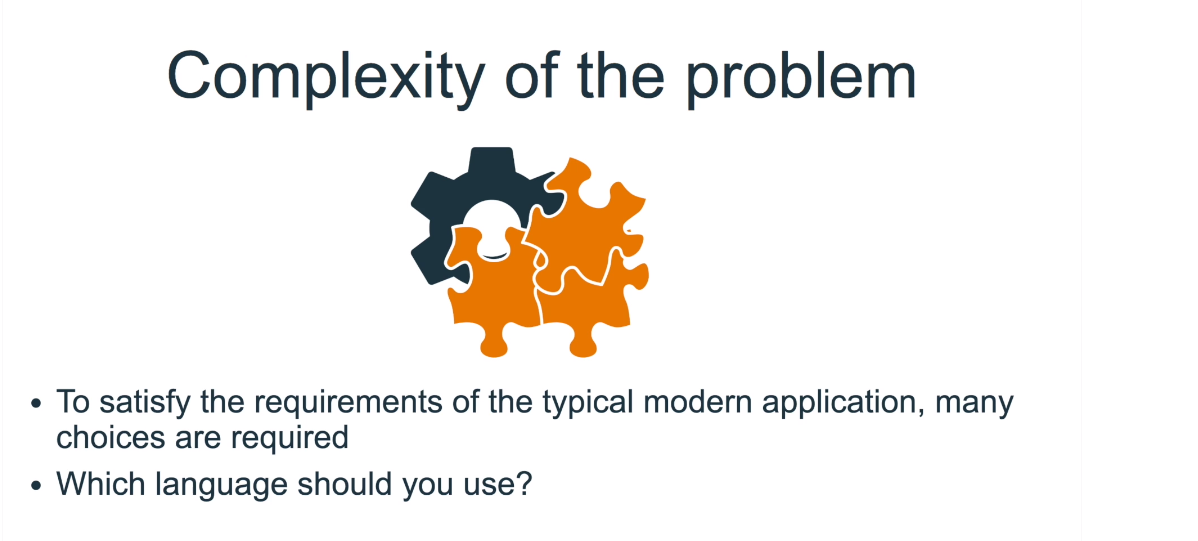 Complexity of the problem
• To satisfy the requirements of the typical modern application, many
choices are required
• Which language should you use?